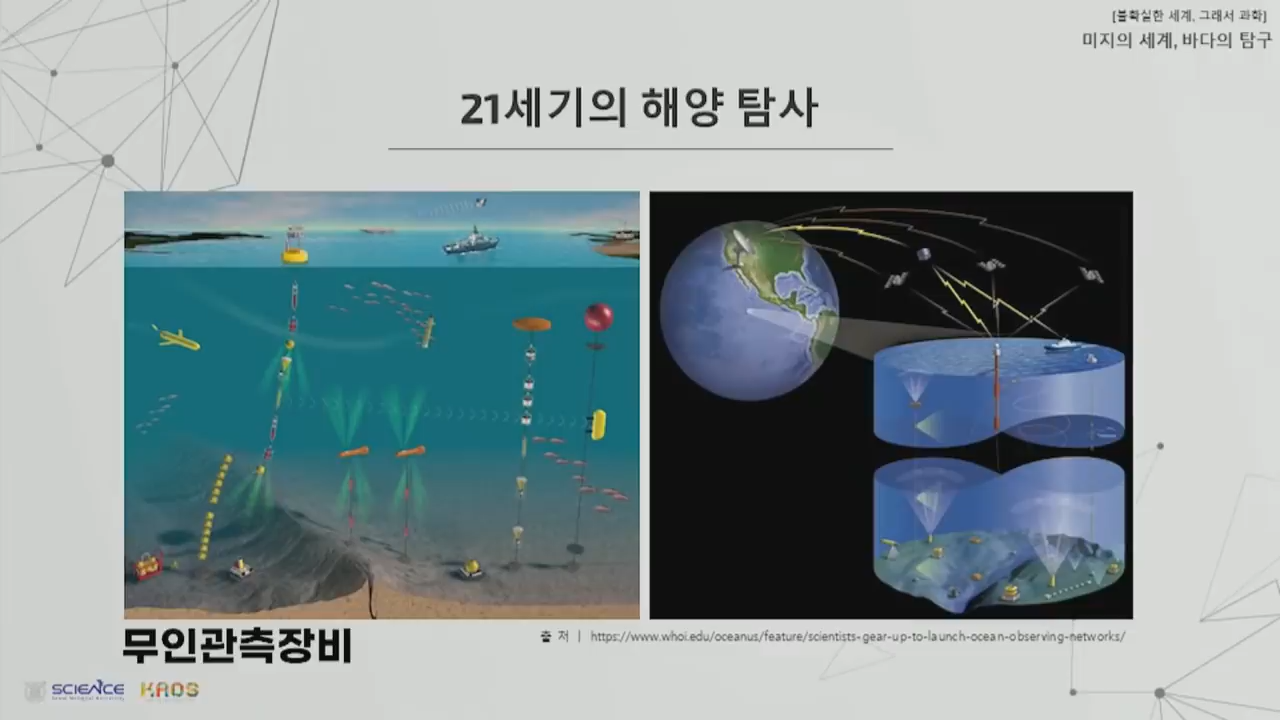 [불확실한 세계, 그래서 과학]
미지의 세계, 바다의 탐구
21세기의 해양 탐사
무인관측장비
출 저 | https://www.whoi.edu/oceanus/feature/scientists-gear-up-to-launch-ocean-observing-networks/
SCIENCE
KAOS